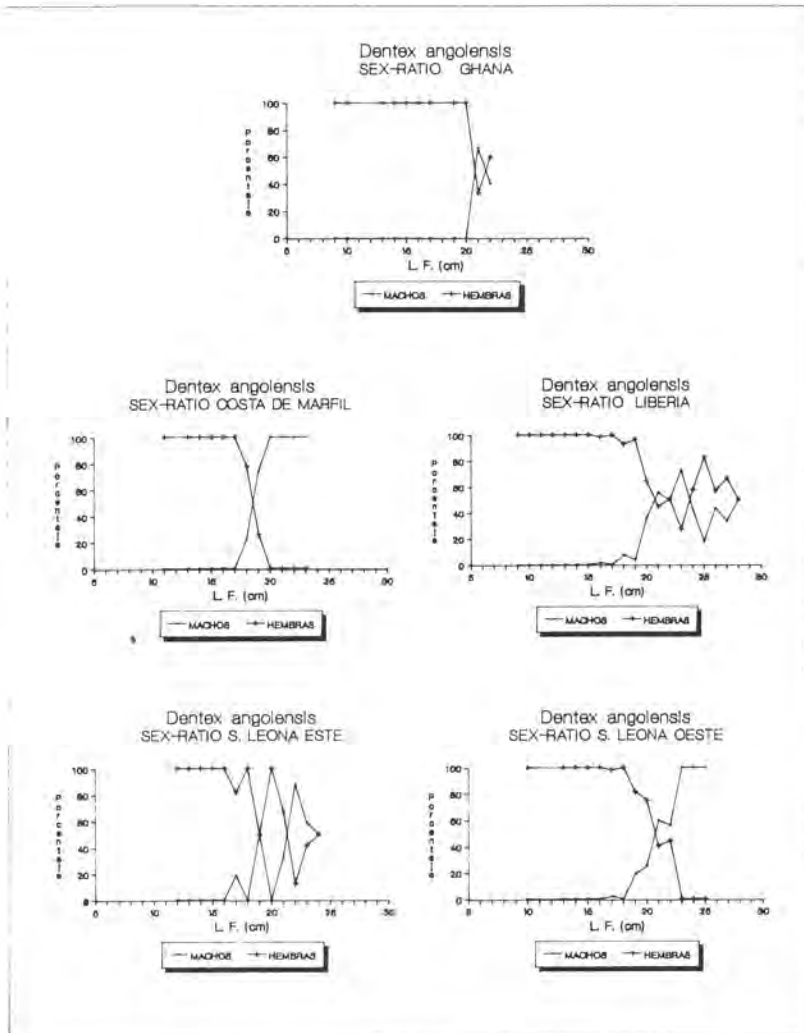 Dentex angolensis
SEX-RATIO GHANA
Porcentaje
100
80
60
40
20
0
5 10 15 20 25 30
L. F. (cm)
MACHOS HEMBRAS
Dentex angolensis
SEX-RATIO COSTA DE MARFIL
Porcentaje
100
80
60
40
20
0
5 10 15 20 25 30
L. F. (cm)
MACHOS HEMBRAS
Dentex angolensis
SEX-RATIO LIBERIA
Porcentaje
100
80
60
40
20
0
5 10 15 20 25 30
L. F. (cm)
MACHOS HEMBRAS
Dentex angolensis
SEX-RATIO S. LEONA ESTE
Porcentaje
100
80
60
40
20
0
5 10 15 20 25 30
L. F. (cm)
MACHOS HEMBRAS
Dentex angolensis
SEX-RATIO S. LEONA OESTE
Porcentaje
100
80
60
40
20
0
5 10 15 20 25 30
L. F. (cm)
MACHOS HEMBRAS